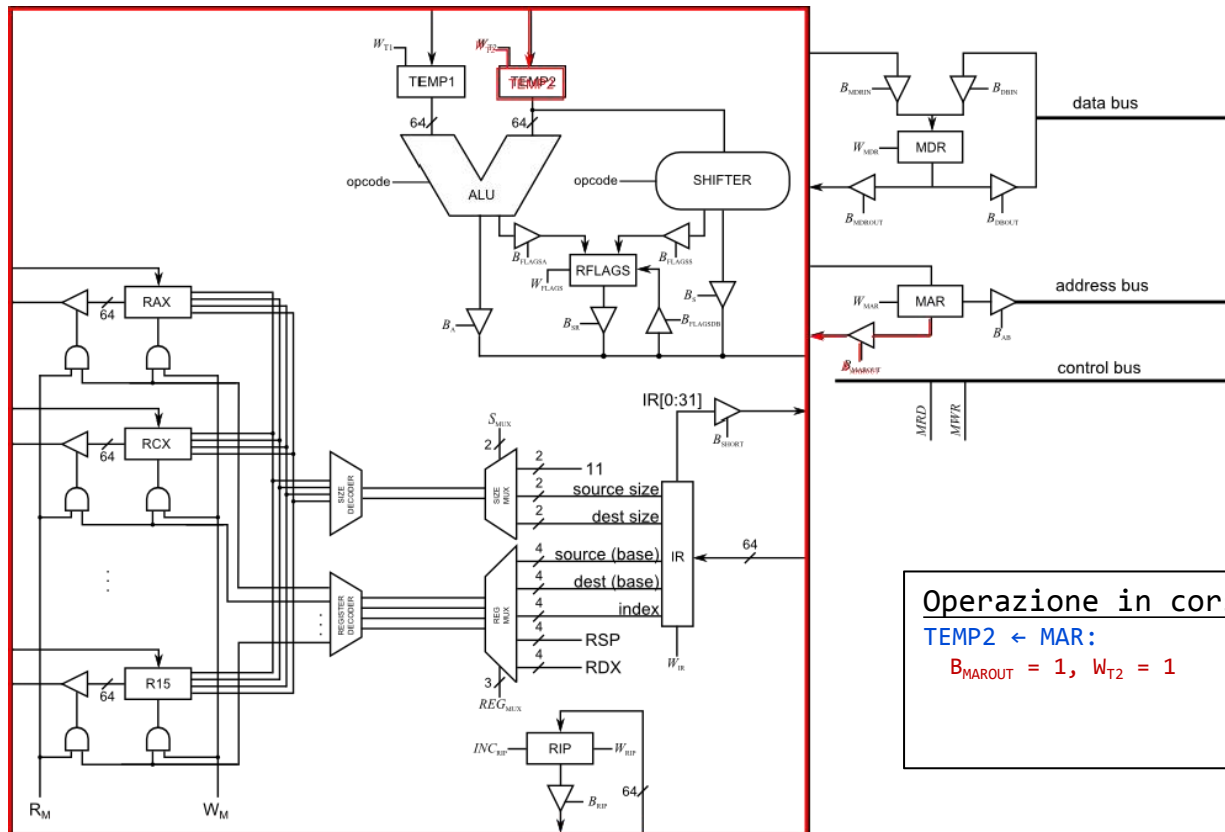 W_T1
TEMP1
W_T2
TEMP2
64
64
opcode
ALU
opcode
SHIFTER
B_FLAGSA
B_FLAGSS
W_FLAGS
RFLAGS
B_A
B_SR
B_FLAGSDB
B_S
B_MDRIN
B_DBIN
data bus
W_MDR
MDR
B_MDROUT
B_DBOUT
W_MAR
MAR
address bus
B_AB
B_MAROUT
control bus
MRD
MWR
RAX
64
RCX
64
R15
64
R_M
W_M
SIZE DECODER
REGISTER DECODER
S_MUX
2
SIZE MUX
2
11
2
source size
2
dest size
REG MUX
4
source (base)
4
dest (base)
4
index
4
RSP
4
RDX
3
REG_MUX
IR[0:31]
B_SHORT
IR
64
W_IR
INC_RIP
RIP
W_RIP
B_RIP
64
Operazione in cor
TEMP2 ← MAR:
B_MAROUT = 1, W_T2 = 1